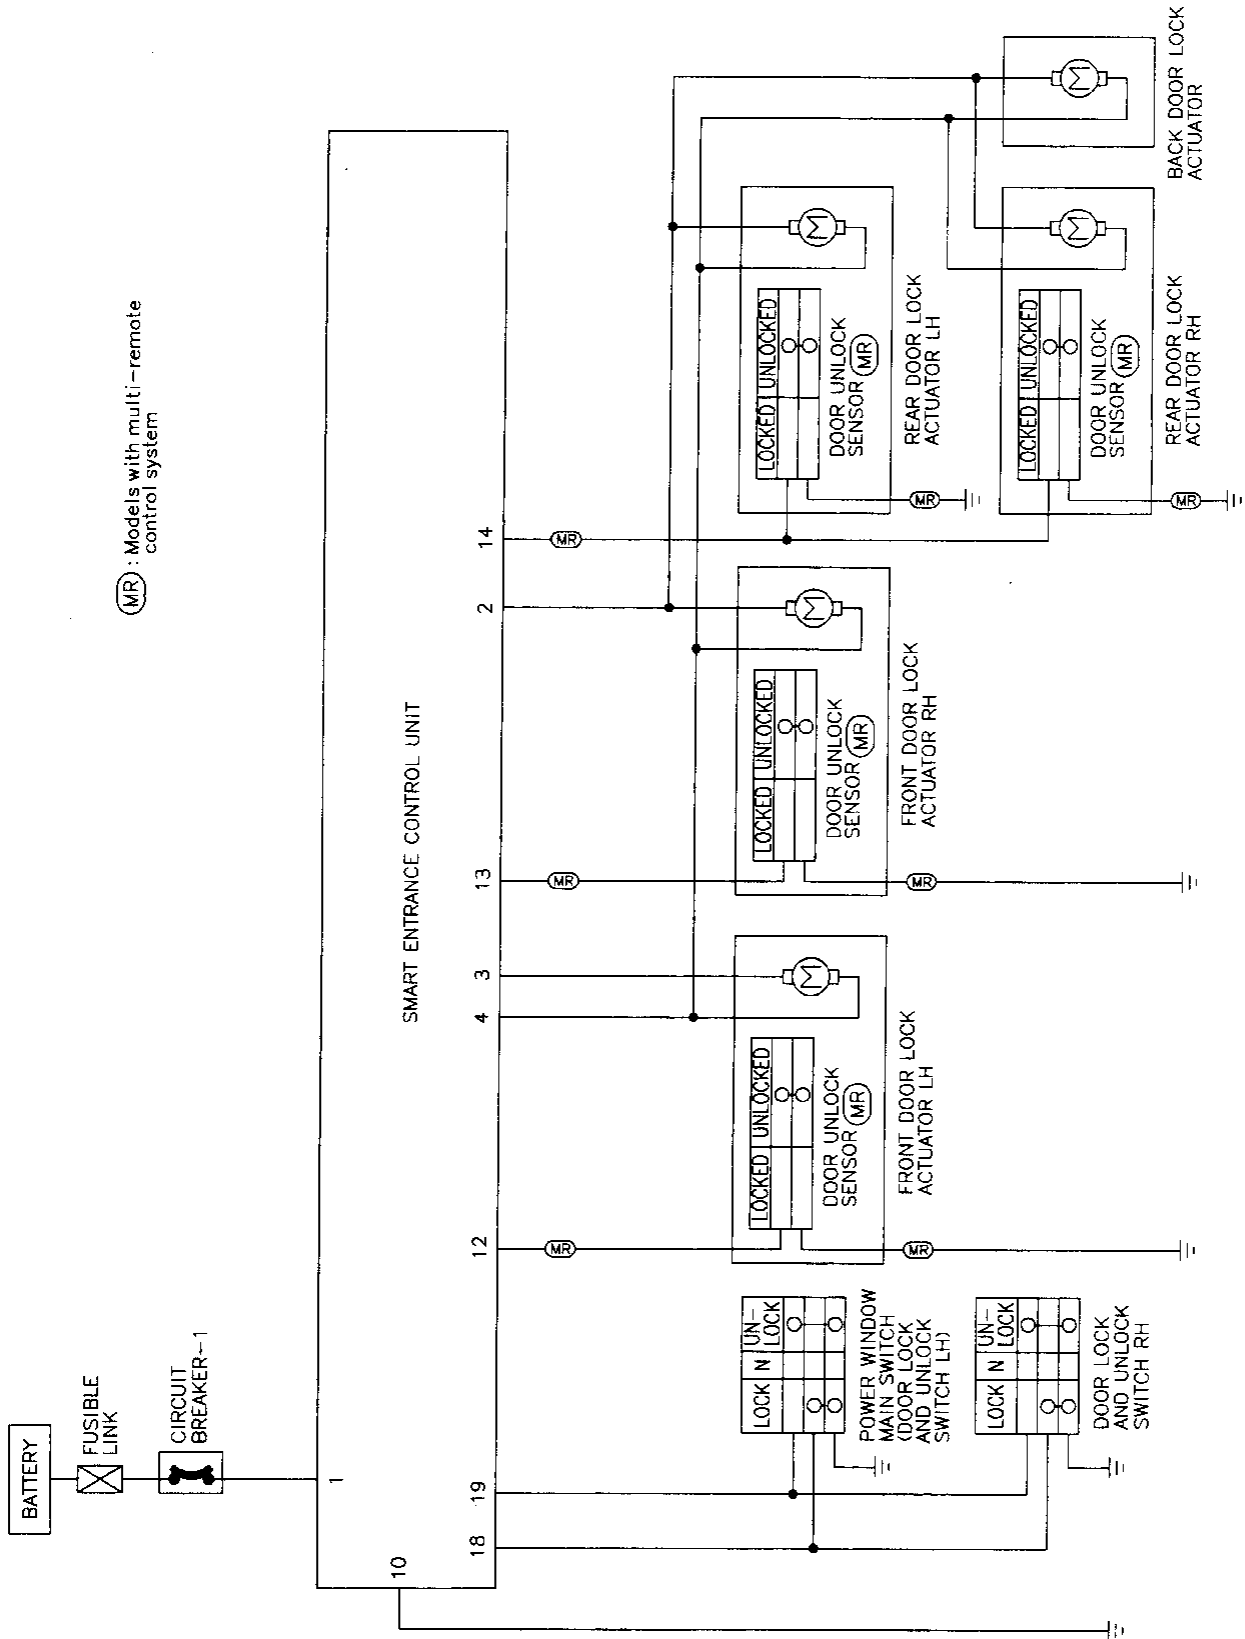 BATTERY
FUSIBLE
LINK
CIRCUIT
BREAKER-1
(MR) : Models with multi-remote
control system
SMART ENTRANCE CONTROL UNIT
1
10
18
19
12
4
3
13
2
14
LOCK N UN-
LOCK
POWER WINDOW
MAIN SWITCH
(DOOR LOCK
AND UNLOCK
SWITCH LH)
LOCK N UN-
LOCK
DOOR LOCK
AND UNLOCK
SWITCH RH
MR
LOCKED UNLOCKED
DOOR UNLOCK
SENSOR MR
MR
FRONT DOOR LOCK
ACTUATOR LH
M
MR
LOCKED UNLOCKED
DOOR UNLOCK
SENSOR MR
MR
FRONT DOOR LOCK
ACTUATOR RH
M
MR
LOCKED UNLOCKED
DOOR UNLOCK
SENSOR MR
MR
REAR DOOR LOCK
ACTUATOR LH
M
LOCKED UNLOCKED
DOOR UNLOCK
SENSOR MR
MR
REAR DOOR LOCK
ACTUATOR RH
M
M
BACK DOOR LOCK
ACTUATOR